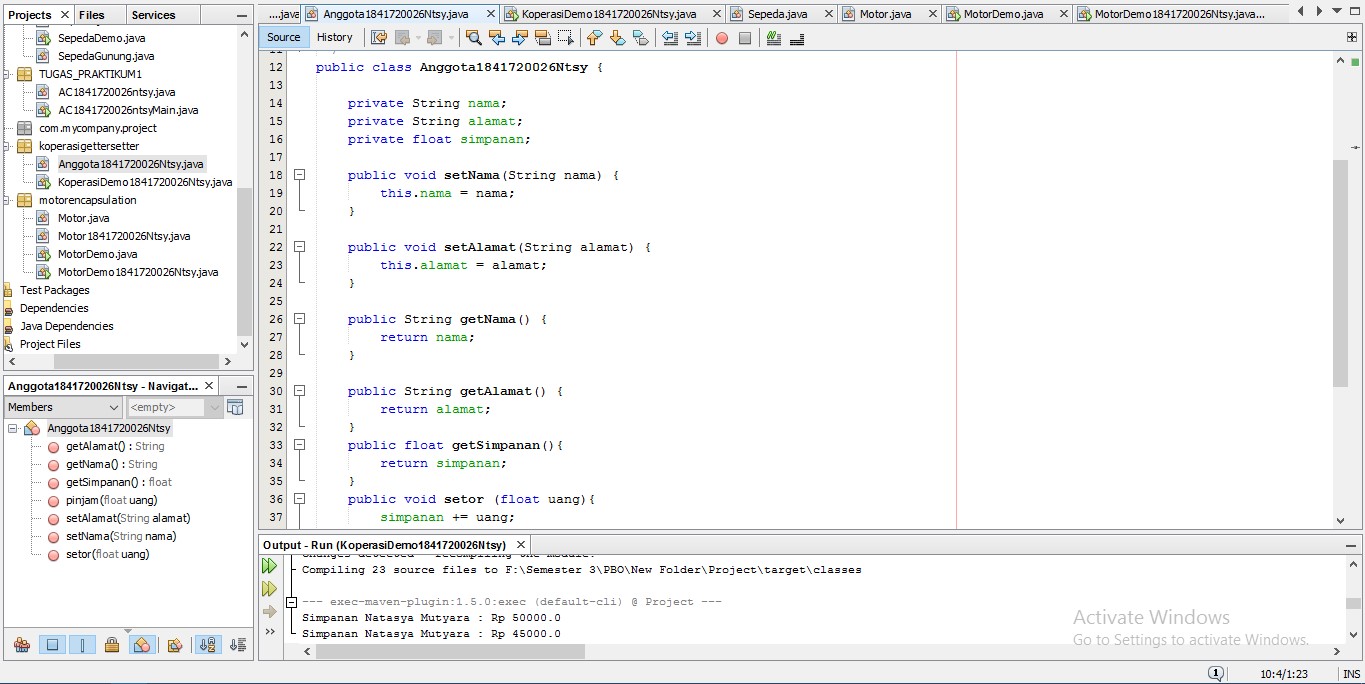 Projects
Files
Services
SepedaDemo.java
SepedaGunung.java
TUGAS_PRAKTIKUM1
AC1841720026ntsy.java
AC1841720026ntsyMain.java
com.mycompany.project
koperasigettersetter
Anggota1841720026Ntsy.java
KoperasiDemo1841720026Ntsy.java
motorencapsulation
Motor.java
Motor1841720026Ntsy.java
MotorDemo.java
MotorDemo1841720026Ntsy.java
Test Packages
Dependencies
Java Dependencies
Project Files
Anggota1841720026Ntsy - Navigat...
Members
<empty>
Anggota1841720026Ntsy
getAlamat() : String
getNama() : String
getSimpanan() : float
pinjam(float uang)
setAlamat(String alamat)
setNama(String nama)
setor(float uang)
....java
Anggota1841720026Ntsy.java
KoperasiDemo1841720026Ntsy.java
Sepeda.java
Motor.java
MotorDemo.java
MotorDemo1841720026Ntsy.java...
Source
History
12 public class Anggota1841720026Ntsy {
13
14 private String nama;
15 private String alamat;
16 private float simpanan;
17
18 public void setNama(String nama) {
19 this.nama = nama;
20 }
21
22 public void setAlamat(String alamat) {
23 this.alamat = alamat;
24 }
25
26 public String getNama() {
27 return nama;
28 }
29
30 public String getAlamat() {
31 return alamat;
32 }
33 public float getSimpanan(){
34 return simpanan;
35 }
36 public void setor (float uang){
37 simpanan += uang;
Output - Run (KoperasiDemo1841720026Ntsy)
Compiling 23 source files to F:\Semester 3\PBO\New Folder\Project\target\classes
--- exec-maven-plugin:1.5.0:exec (default-cli) @ Project ---
Simpanan Natasya Mutyara : Rp 50000.0
Simpanan Natasya Mutyara : Rp 45000.0
Activate Windows
Go to Settings to activate Windows.
1
10:4/1:23
INS